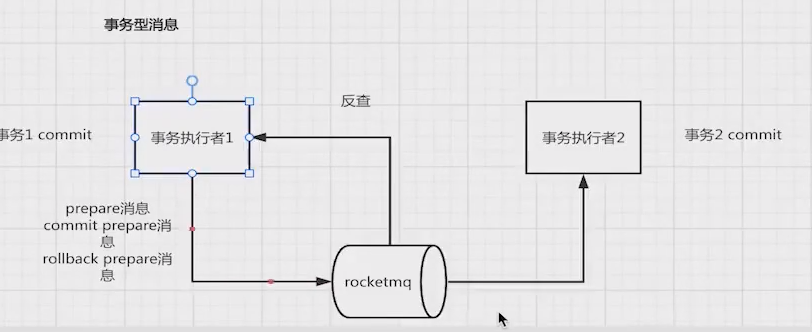 事务型消息
反查
事务1 commit
事务执行者1
事务执行者2
事务2 commit
prepare消息
commit prepare消
息
rollback prepare消
息
rocketmq